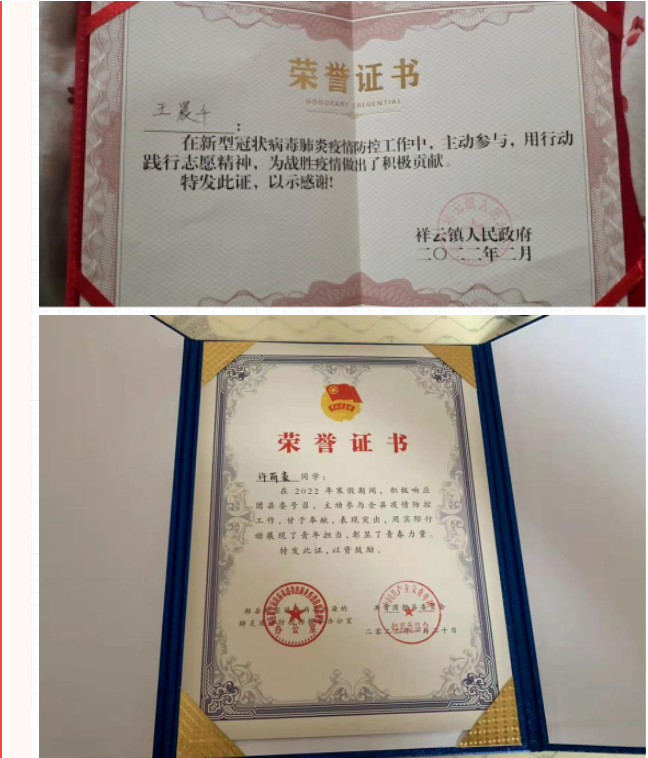 荣誉证书
HONORARY CREDENTIAL
王晨千：
在新型冠状病毒肺炎疫情防控工作中，主动参与，用行动
践行志愿精神，为战胜疫情做出了积极贡献。
特发此证，以示感谢！
祥云镇人民政府
二〇二二年二月
荣誉证书
许萌豪 同学：
在 2022 年寒假期间，积极响应
团县委号召，主动参与全县疫情防控
工作，甘于奉献，表现突出，用实际行
动展现了青年担当，彰显了青春力量。
特发此证，以资鼓励。